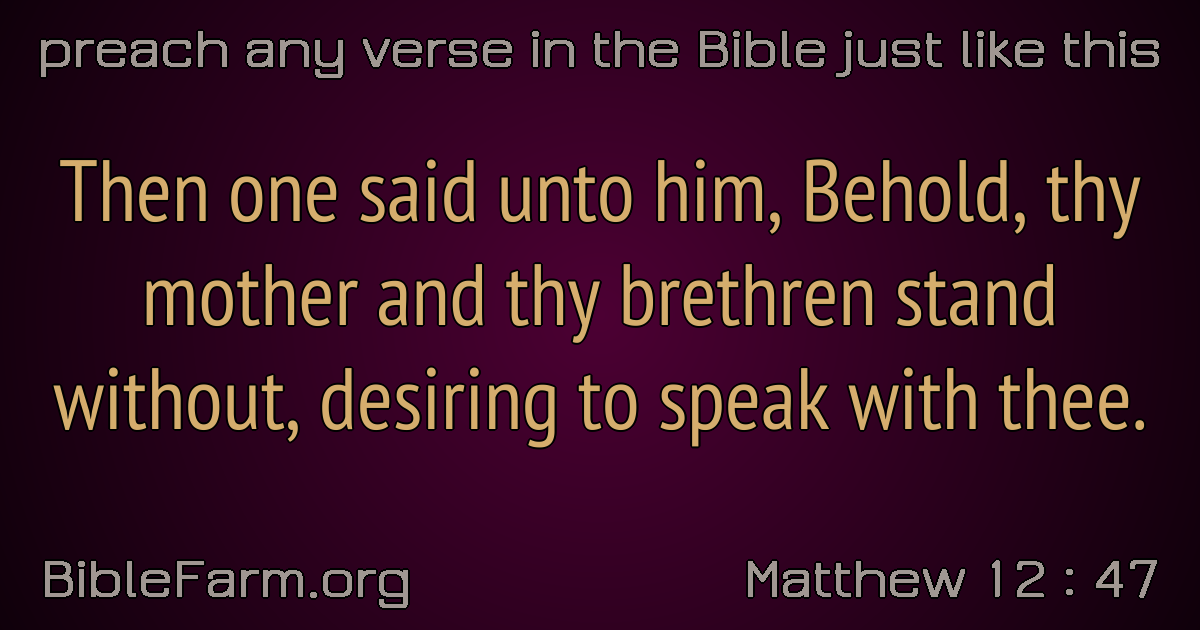 preach any verse in the Bible just like this
Then one said unto him, Behold, thy
mother and thy brethren stand
without, desiring to speak with thee.
BibleFarm.org
Matthew 12 : 47